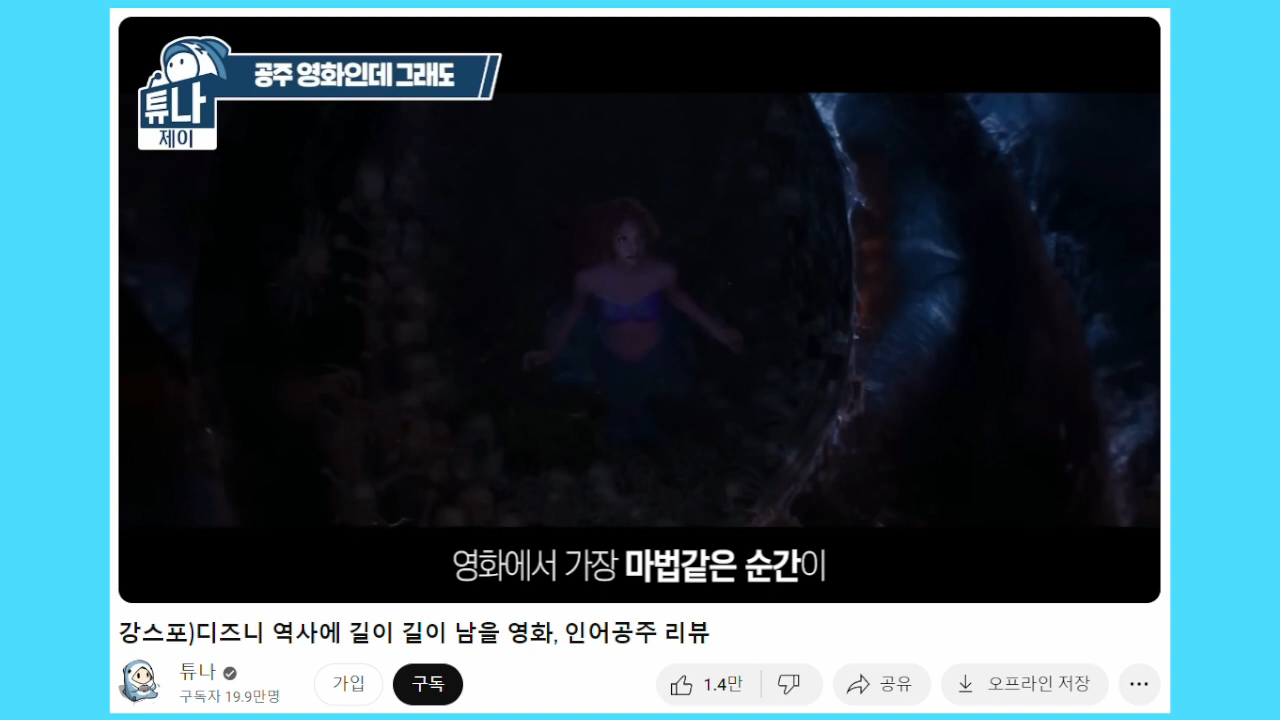 공주 영화인데 그래도
튜나
제이
영화에서 가장 마법같은 순간이
강스포)디즈니 역사에 길이 길이 남을 영화, 인어공주 리뷰
튜나
구독자 19.9만명
가입
구독
1.4만
공유
오프라인 저장